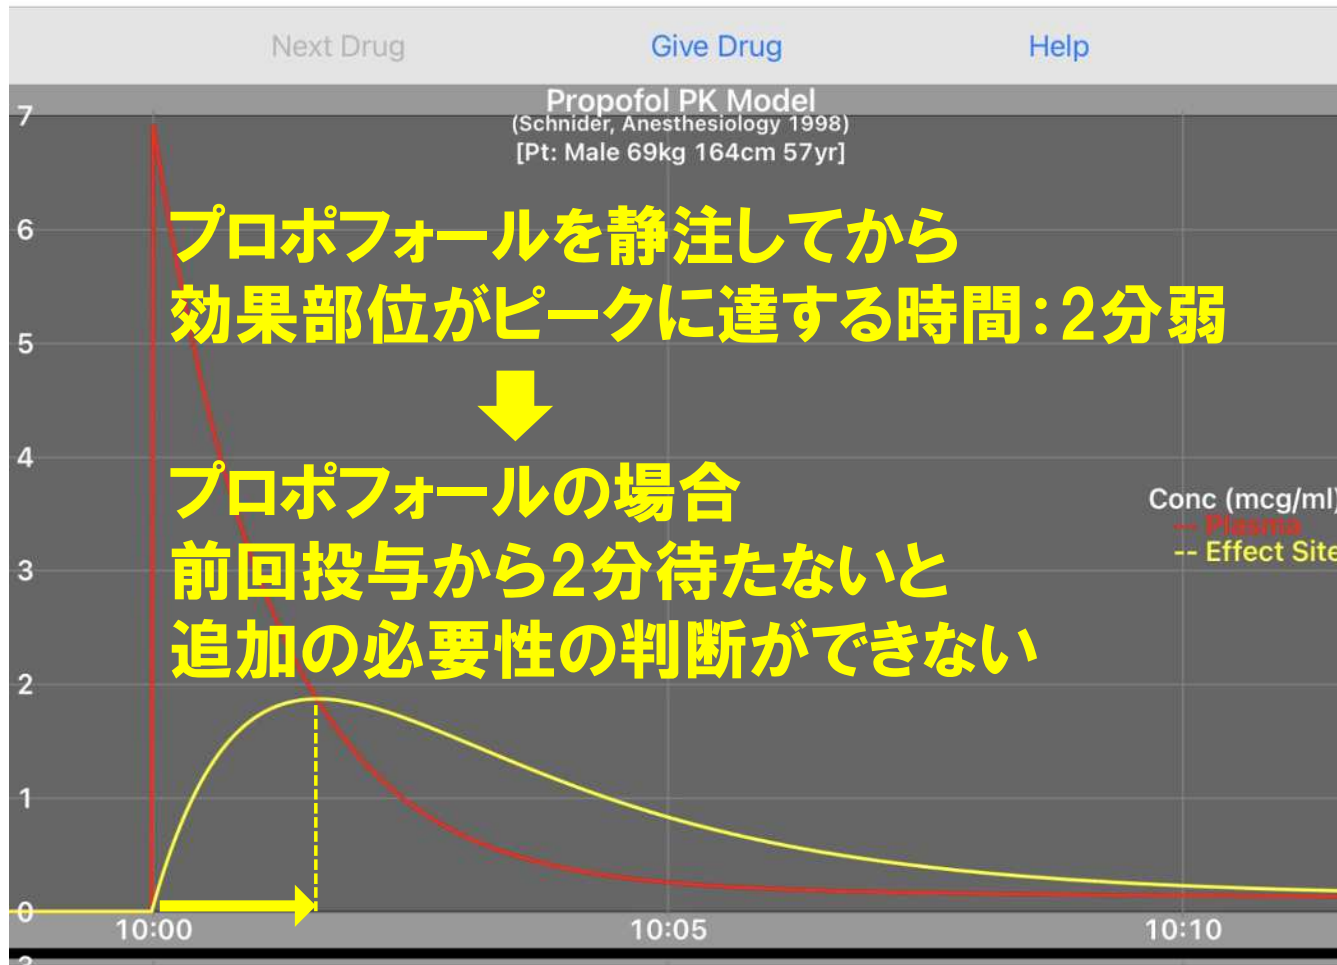 Next Drug Give Drug Help
Propofol PK Model
(Schnider, Anesthesiology 1998)
[Pt: Male 69kg 164cm 57yr]
7
6
プロポフォールを静注してから
効果部位がピークに達する時間：2分弱
5
4
プロポフォールの場合
Conc (mcg/ml)
-- Plasma
前回投与から2分待たないと
-- Effect Site
3
追加の必要性の判断ができない
2
1
0
10:00 10:05 10:10